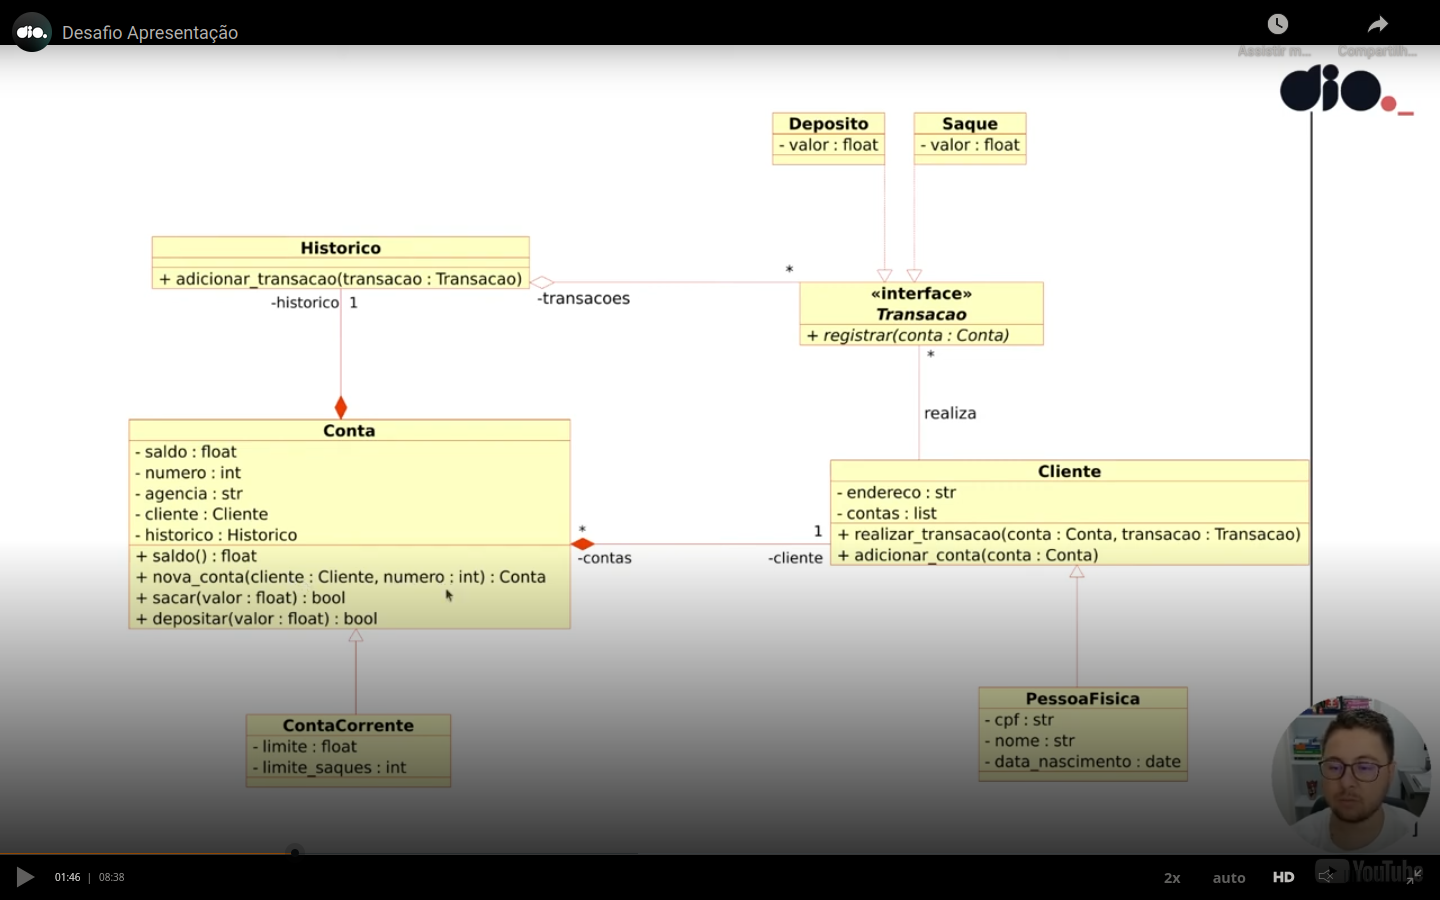 dio.
Desafio Apresentação
Assistir m...
Compartilh...
dio._
Deposito
- valor : float
Saque
- valor : float
Historico
+ adicionar_transacao(transacao : Transacao)
-historico 1
-transacoes
*
«interface»
Transacao
+ registrar(conta : Conta)
*
realiza
Conta
- saldo : float
- numero : int
- agencia : str
- cliente : Cliente
- historico : Historico
+ saldo() : float
+ nova_conta(cliente : Cliente, numero : int) : Conta
+ sacar(valor : float) : bool
+ depositar(valor : float) : bool
*
-contas
1
-cliente
Cliente
- endereco : str
- contas : list
+ realizar_transacao(conta : Conta, transacao : Transacao)
+ adicionar_conta(conta : Conta)
ContaCorrente
- limite : float
- limite_saques : int
PessoaFisica
- cpf : str
- nome : str
- data_nascimento : date
01:46 | 08:38
2x
auto
HD
YouTube